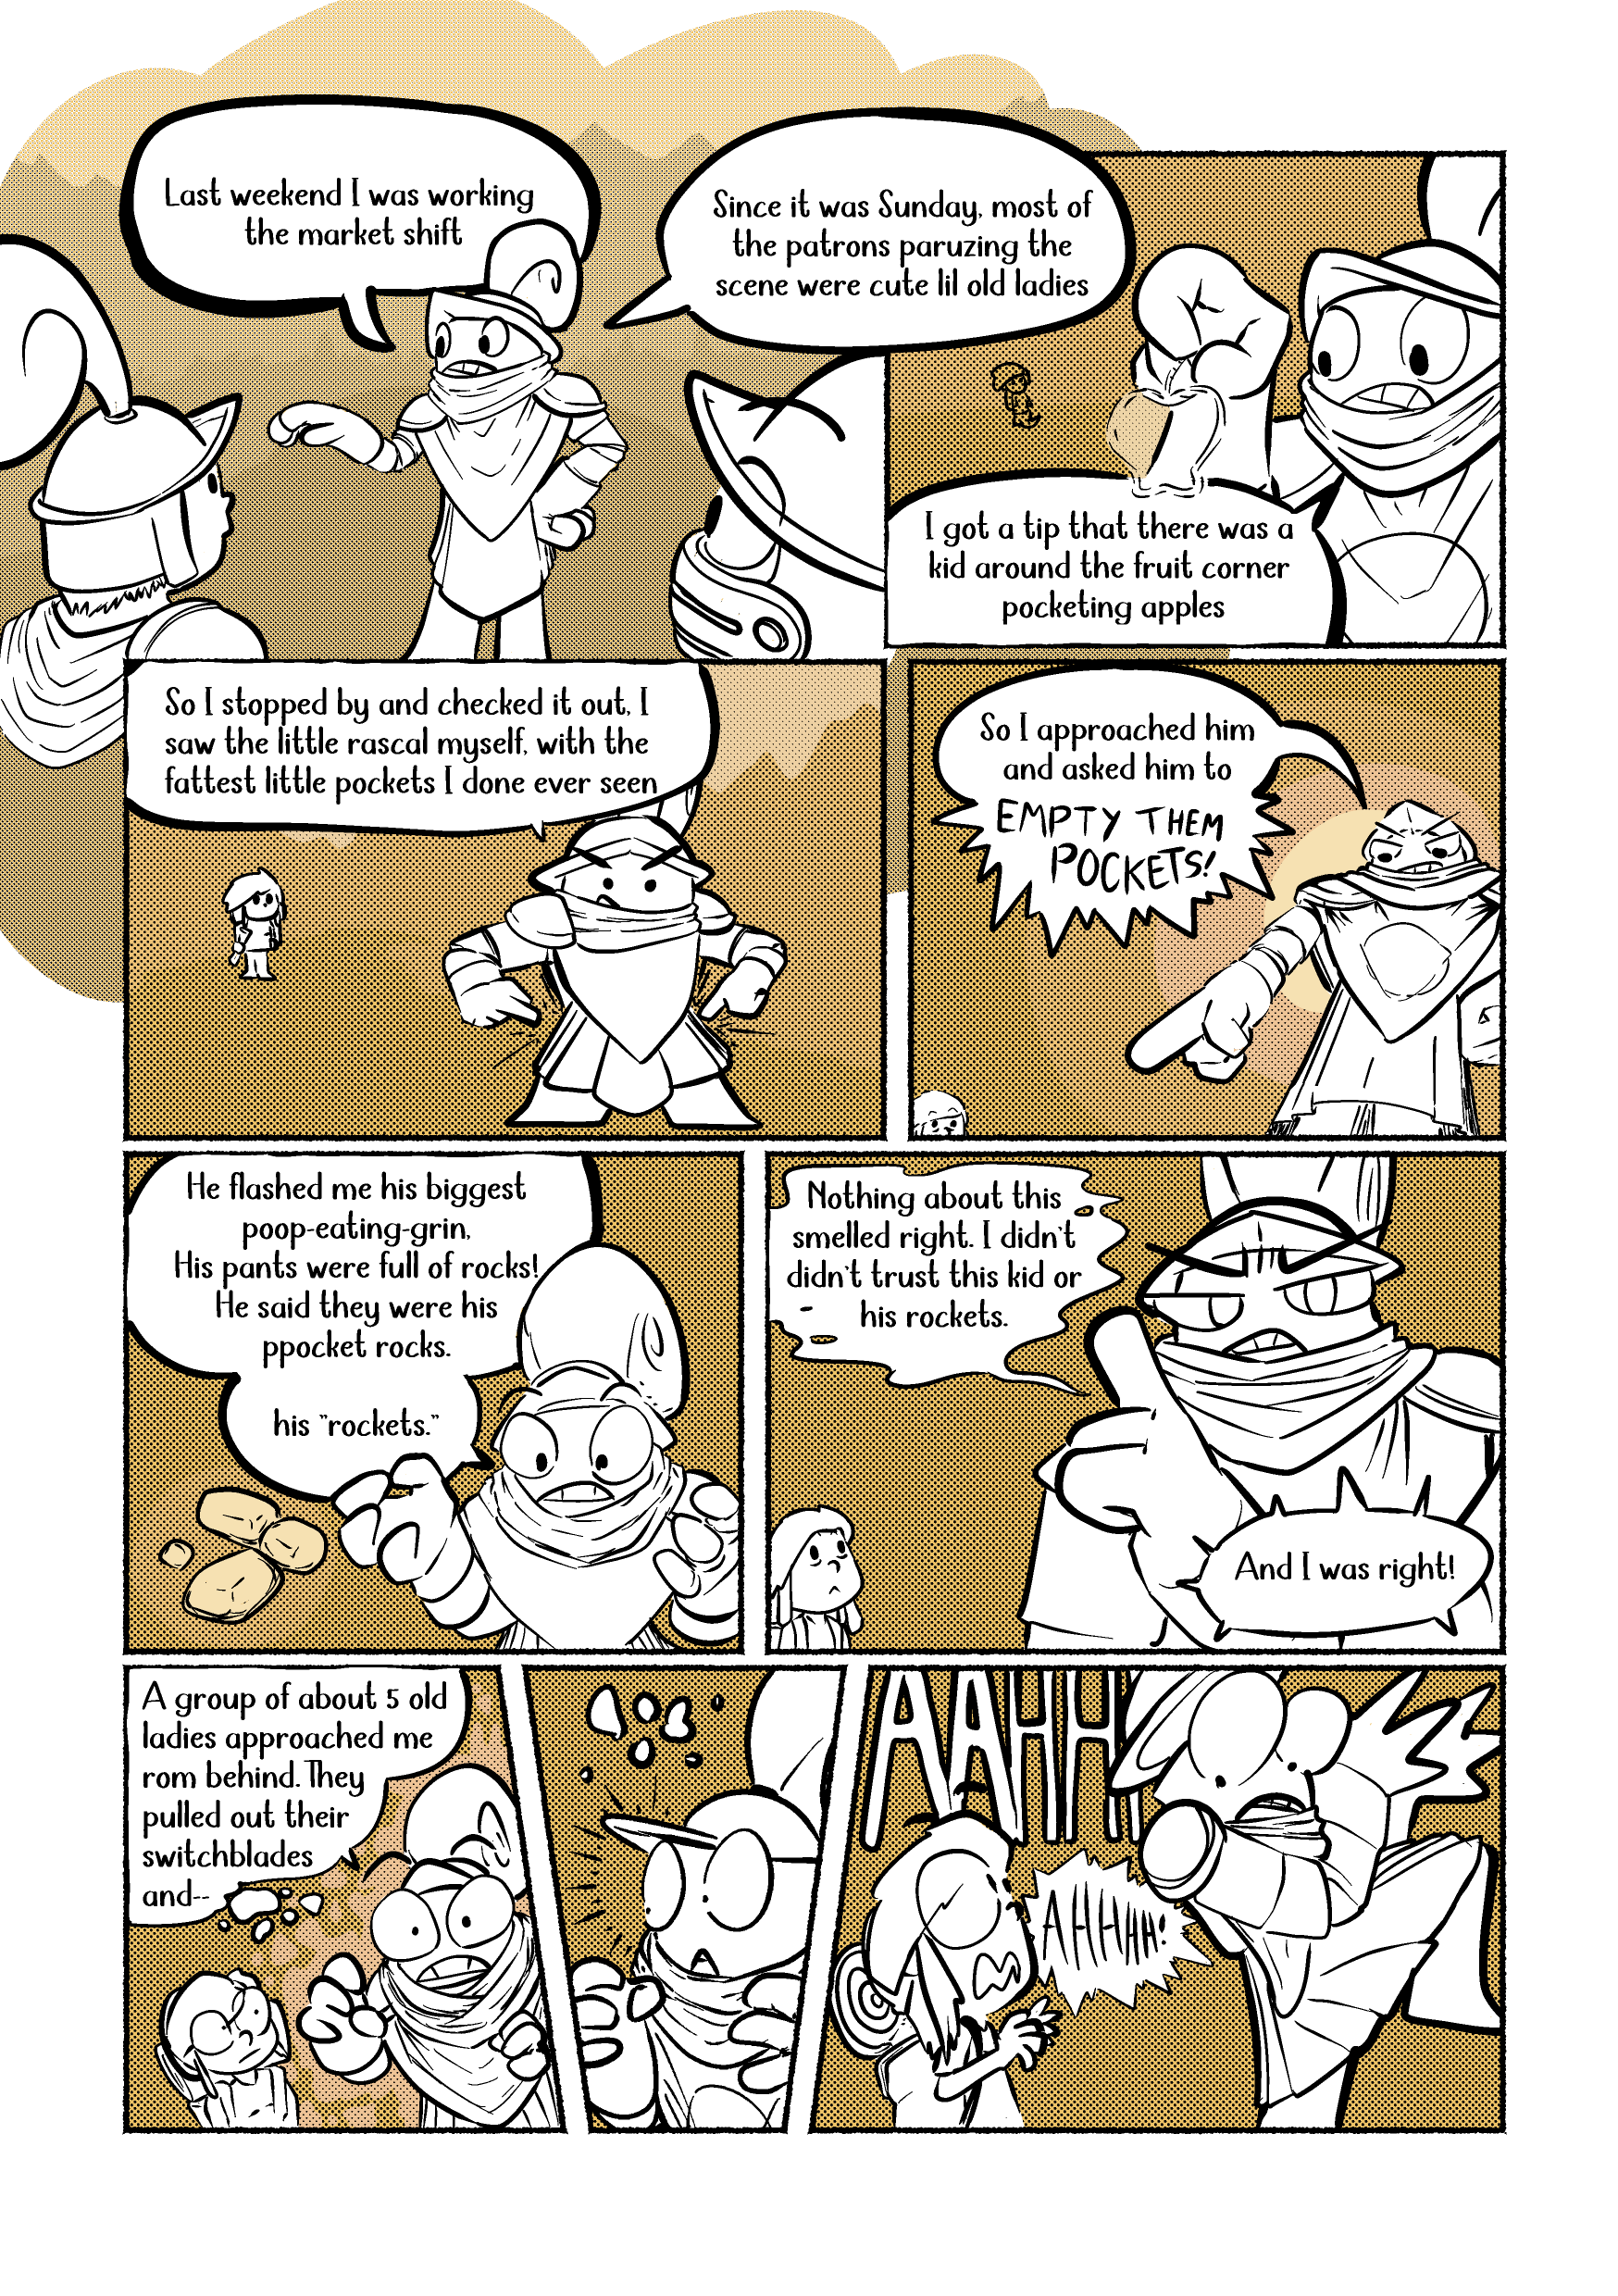 Last weekend I was working
the market shift
Since it was Sunday, most of
the patrons paruzing the
scene were cute lil old ladies
I got a tip that there was a
kid around the fruit corner
pocketing apples
So I stopped by and checked it out, I
saw the little rascal myself, with the
fattest little pockets I done ever seen
So I approached him
and asked him to
EMPTY THEM
POCKETS!
He flashed me his biggest
poop-eating-grin,
His pants were full of rocks!
He said they were his
ppocket rocks.
his "rockets."
Nothing about this
smelled right. I didn't
didn't trust this kid or
his rockets.
And I was right!
A group of about 5 old
ladies approached me
rom behind. They
pulled out their
switchblades
and--
AAHHH
AHHHH!